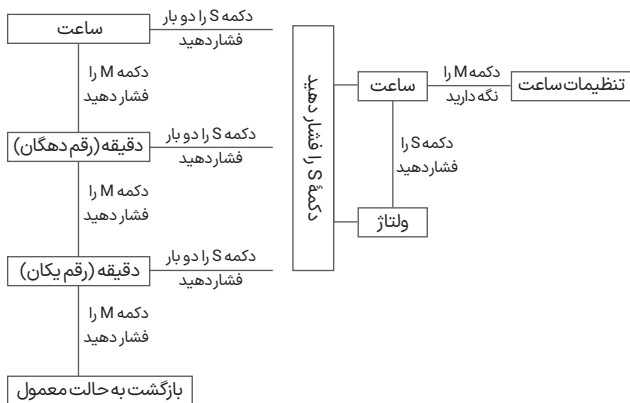 تنظیمات ساعت
دکمه M را
نگه دارید
ساعت
دکمه S را
فشار دهید
ولتاژ
دکمهٔ S را فشار دهید
دکمه S را دو بار
فشار دهید
ساعت
دکمه M را
فشار دهید
دکمه S را دو بار
فشار دهید
دقیقه (رقم دهگان)
دکمه M را
فشار دهید
دکمه S را دو بار
فشار دهید
دقیقه (رقم یکان)
دکمه M را
فشار دهید
بازگشت به حالت معمول